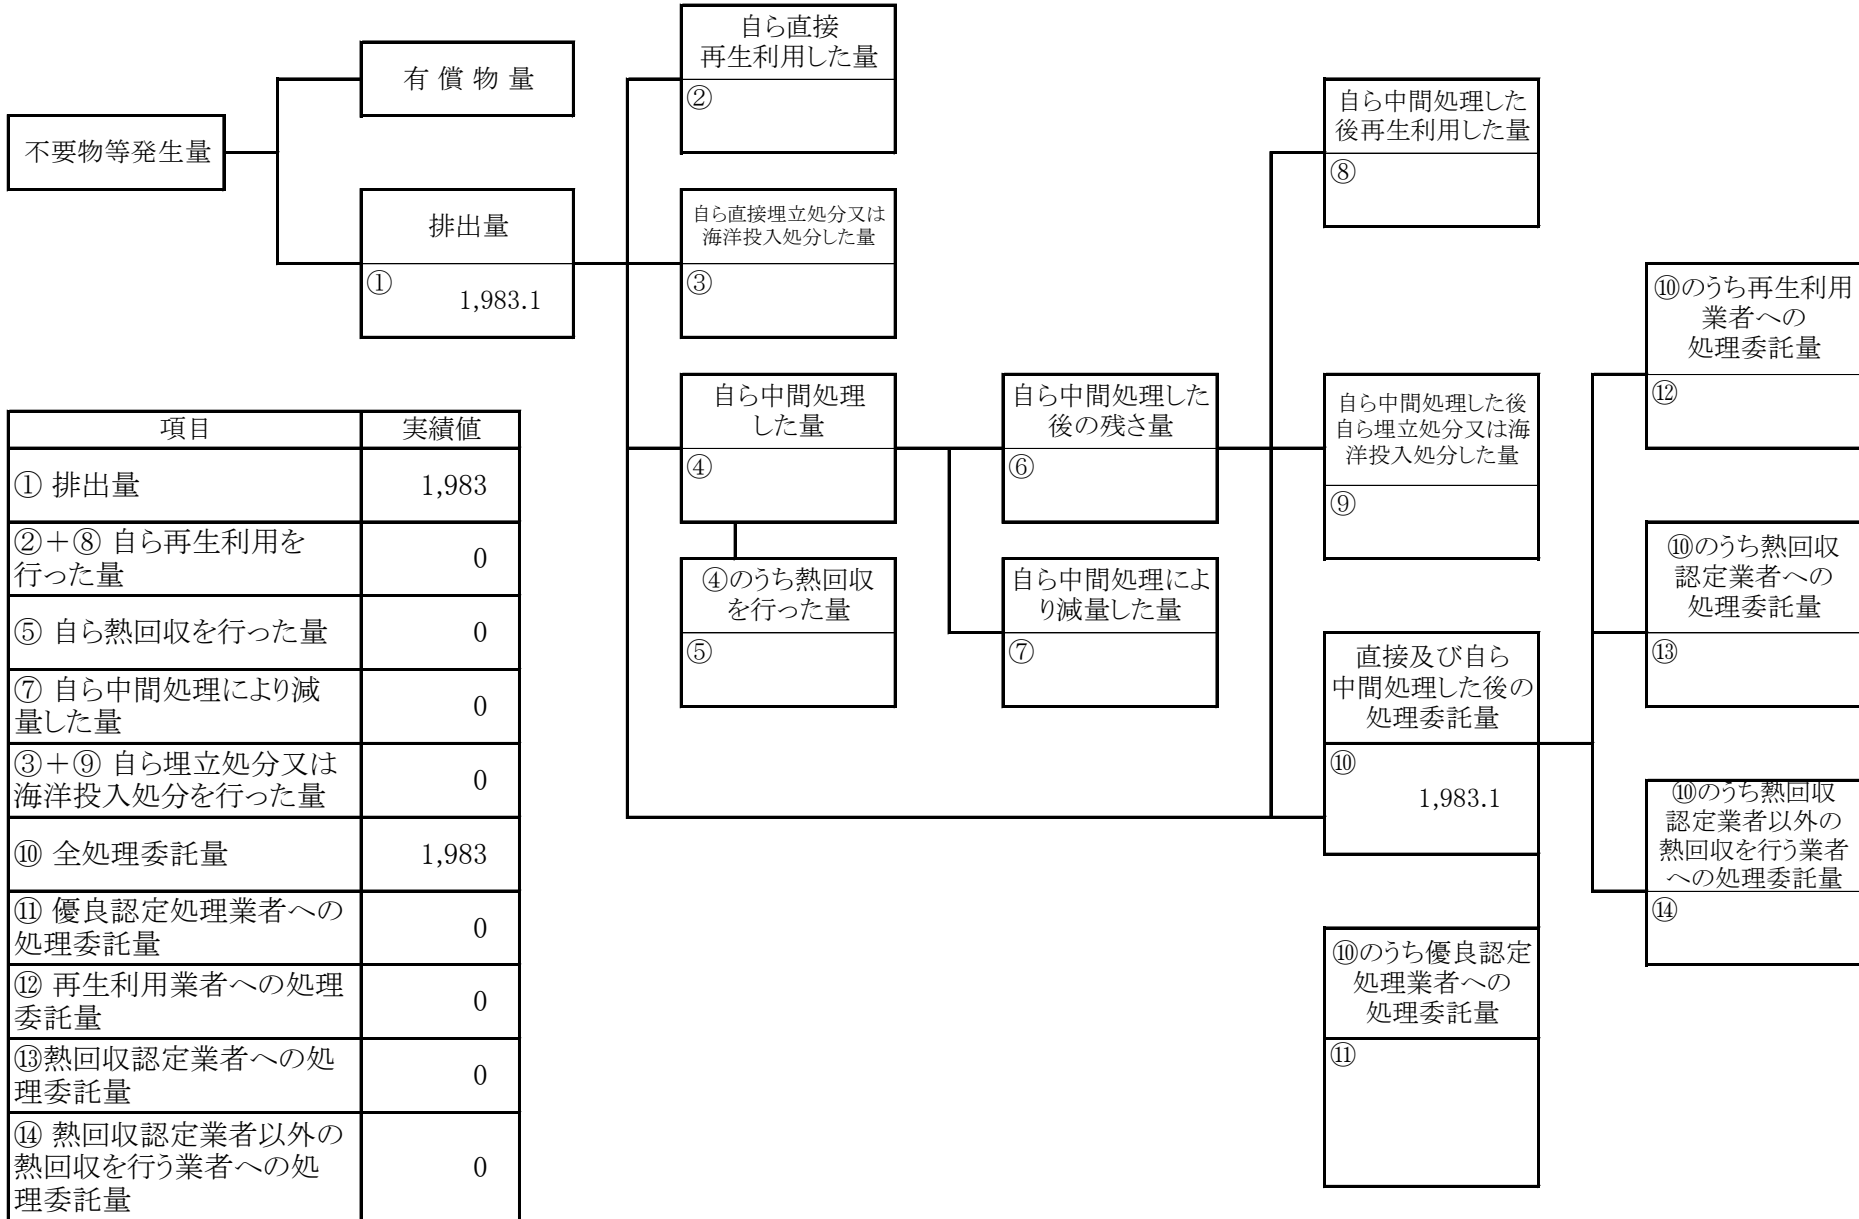 不要物等発生量
有 償 物 量
排出量
①
1,983.1
自ら直接
再生利用した量
②
自ら直接埋立処分又は
海洋投入処分した量
③
自ら中間処理
した量
④
④のうち熱回収
を行った量
⑤
自ら中間処理した
後の残さ量
⑥
自ら中間処理によ
り減量した量
⑦
自ら中間処理した
後再生利用した量
⑧
自ら中間処理した後
自ら埋立処分又は海
洋投入処分した量
⑨
直接及び自ら
中間処理した後の
処理委託量
⑩
1,983.1
⑩のうち優良認定
処理業者への
処理委託量
⑪
⑩のうち再生利用
業者への
処理委託量
⑫
⑩のうち熱回収
認定業者への
処理委託量
⑬
⑩のうち熱回収
認定業者以外の
熱回収を行う業者
への処理委託量
⑭
項目 実績値
① 排出量 1,983
②＋⑧ 自ら再生利用を
行った量 0
⑤ 自ら熱回収を行った量 0
⑦ 自ら中間処理により減
量した量 0
③＋⑨ 自ら埋立処分又は
海洋投入処分を行った量 0
⑩ 全処理委託量 1,983
⑪ 優良認定処理業者への
処理委託量 0
⑫ 再生利用業者への処理
委託量 0
⑬熱回収認定業者への処
理委託量 0
⑭ 熱回収認定業者以外の
熱回収を行う業者への処
理委託量 0